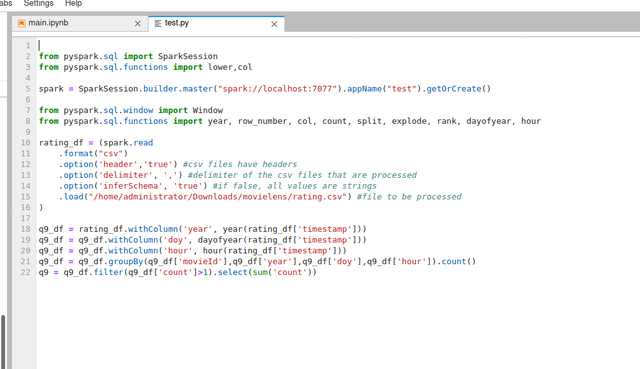 abs Settings Help
main.ipynb × test.py ×
1
2 from pyspark.sql import SparkSession
3 from pyspark.sql.functions import lower,col
4
5 spark = SparkSession.builder.master("spark://localhost:7077").appName("test").getOrCreate()
6
7 from pyspark.sql.window import Window
8 from pyspark.sql.functions import year, row_number, col, count, split, explode, rank, dayofyear, hour
9
10 rating_df = (spark.read
11 .format("csv")
12 .option('header','true') #csv files have headers
13 .option('delimiter', ',') #delimiter of the csv files that are processed
14 .option('inferSchema', 'true') #if false, all values are strings
15 .load("/home/administrator/Downloads/movielens/rating.csv") #file to be processed
16 )
17
18 q9_df = rating_df.withColumn('year', year(rating_df['timestamp']))
19 q9_df = q9_df.withColumn('doy', dayofyear(rating_df['timestamp']))
20 q9_df = q9_df.withColumn('hour', hour(rating_df['timestamp']))
21 q9_df = q9_df.groupBy(q9_df['movieId'],q9_df['year'],q9_df['doy'],q9_df['hour']).count()
22 q9 = q9_df.filter(q9_df['count']>1).select(sum('count'))